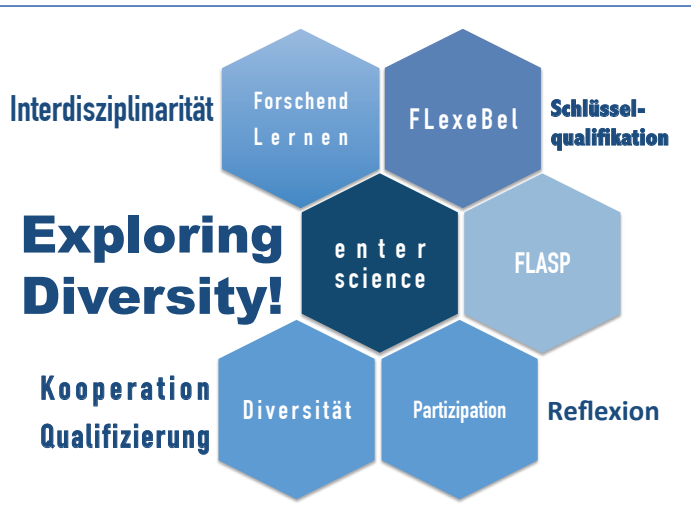 Interdisziplinarität
Forschend
Lernen
FLexeBel
Schlüssel-
qualifikation
Exploring
Diversity!
enter
science
FLASP
Kooperation
Qualifizierung
Diversität
Partizipation
Reflexion